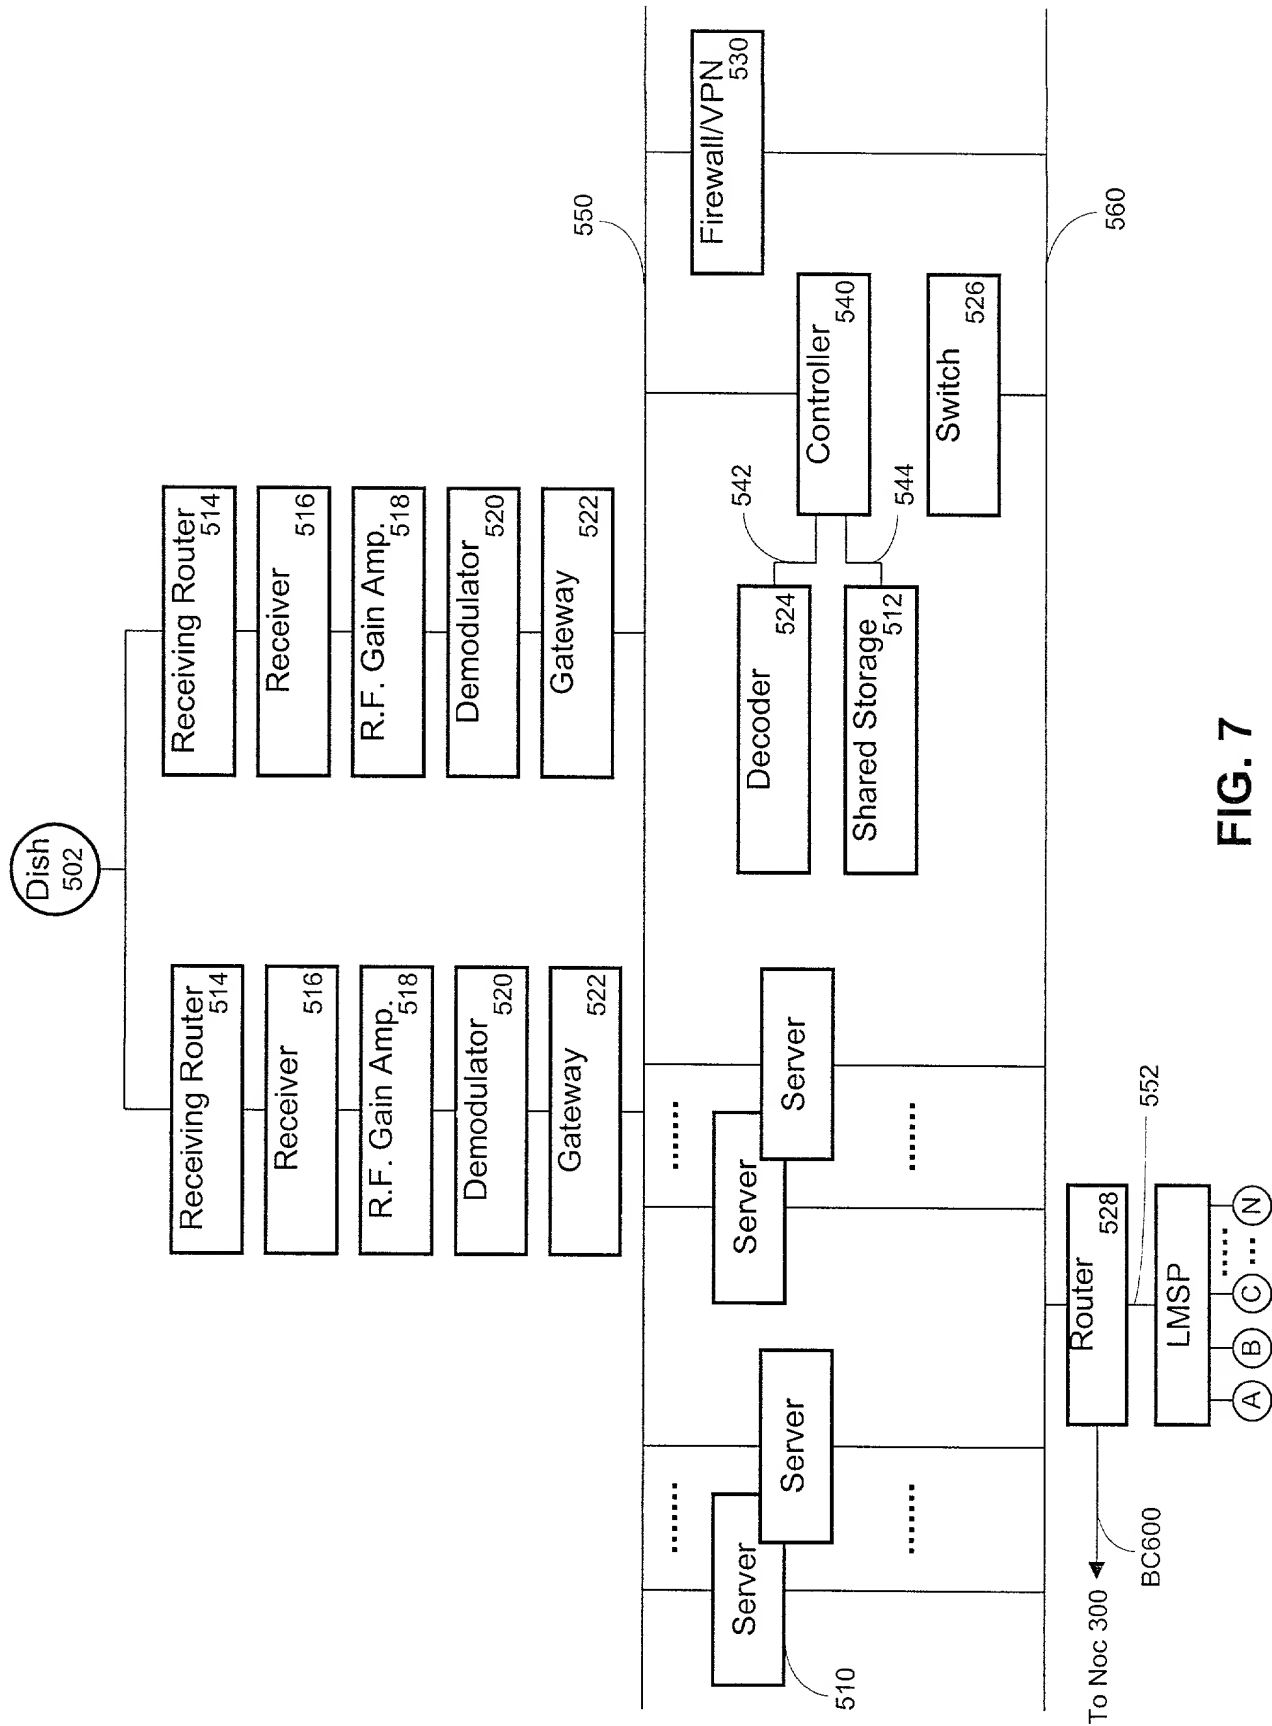 Dish
502
Receiving Router
514
Receiver
516
R.F. Gain Amp.
518
Demodulator
520
Gateway
522
Receiving Router
514
Receiver
516
R.F. Gain Amp.
518
Demodulator
520
Gateway
522
550
Server
Server
.......
.......
510
Server
Server
.......
.......
Decoder
524
Shared Storage
512
542
544
Controller
540
Switch
526
Firewall/VPN
530
560
Router
528
552
To Noc 300
BC600
LMSP
.....
A
B
C
...
N
FIG. 7